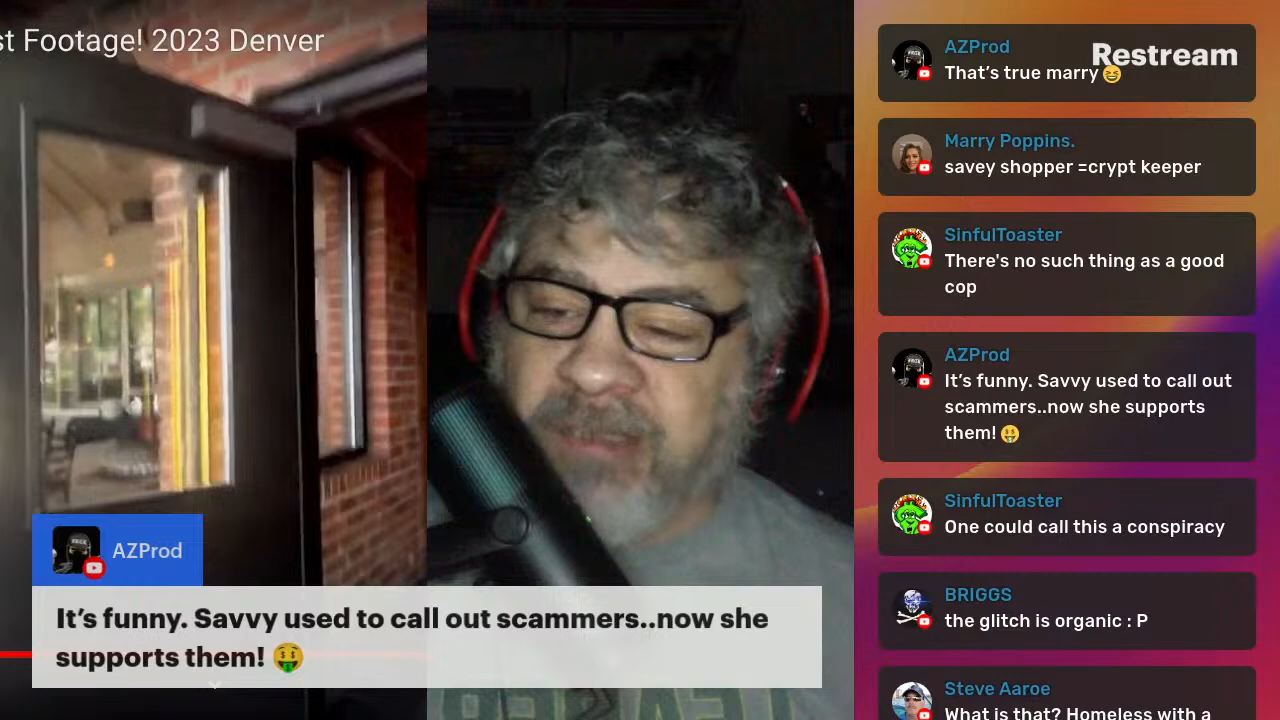 st Footage! 2023 Denver
AZProd
It’s funny. Savvy used to call out scammers..now she
supports them! 🤑
Restream
AZProd
That’s true marry😆
Marry Poppins.
savey shopper =crypt keeper
SinfulToaster
There's no such thing as a good
cop
AZProd
It’s funny. Savvy used to call out
scammers..now she supports
them! 🤑
SinfulToaster
One could call this a conspiracy
BRIGGS
the glitch is organic : P
Steve Aaroe
What is that? Homeless with a